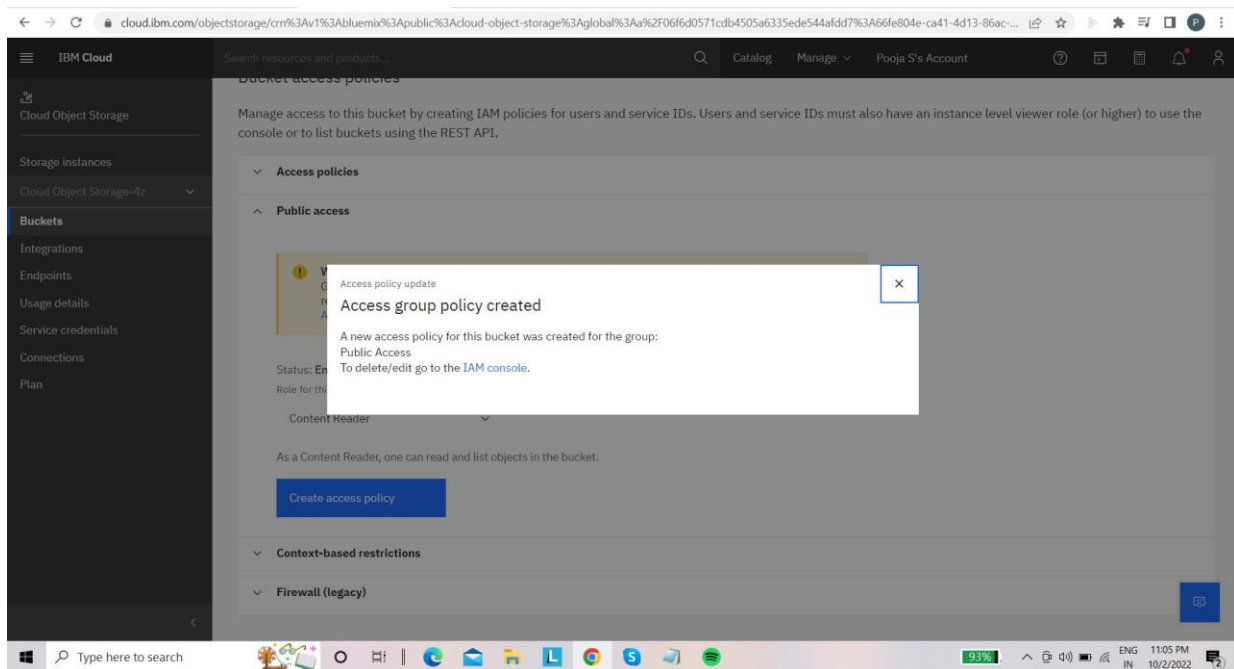 cloud.ibm.com/objectstorage/crn%3Av1%3Abluemix%3Apublic%3Acloud-object-storage%3Aglobal%3Aa%2F06f6d0571cdb4505a6335ede544afdd7%3A66fe804e-ca41-4d13-86ac-...
P
IBM Cloud
Search resources and products...
Catalog
Manage
Pooja S's Account
Bucket access policies
Cloud Object Storage
Manage access to this bucket by creating IAM policies for users and service IDs. Users and service IDs must also have an instance level viewer role (or higher) to use the
console or to list buckets using the REST API.
Storage instances
Cloud Object Storage-4z
Buckets
Integrations
Endpoints
Usage details
Service credentials
Connections
Plan
Access policies
Public access
Access policy update
Access group policy created
A new access policy for this bucket was created for the group:
Public Access
To delete/edit go to the IAM console.
Status: En
Role for thi
Content Reader
As a Content Reader, one can read and list objects in the bucket.
Create access policy
Context-based restrictions
Firewall (legacy)
Type here to search
L
S
93%
ENG
IN
11:05 PM
10/2/2022
2